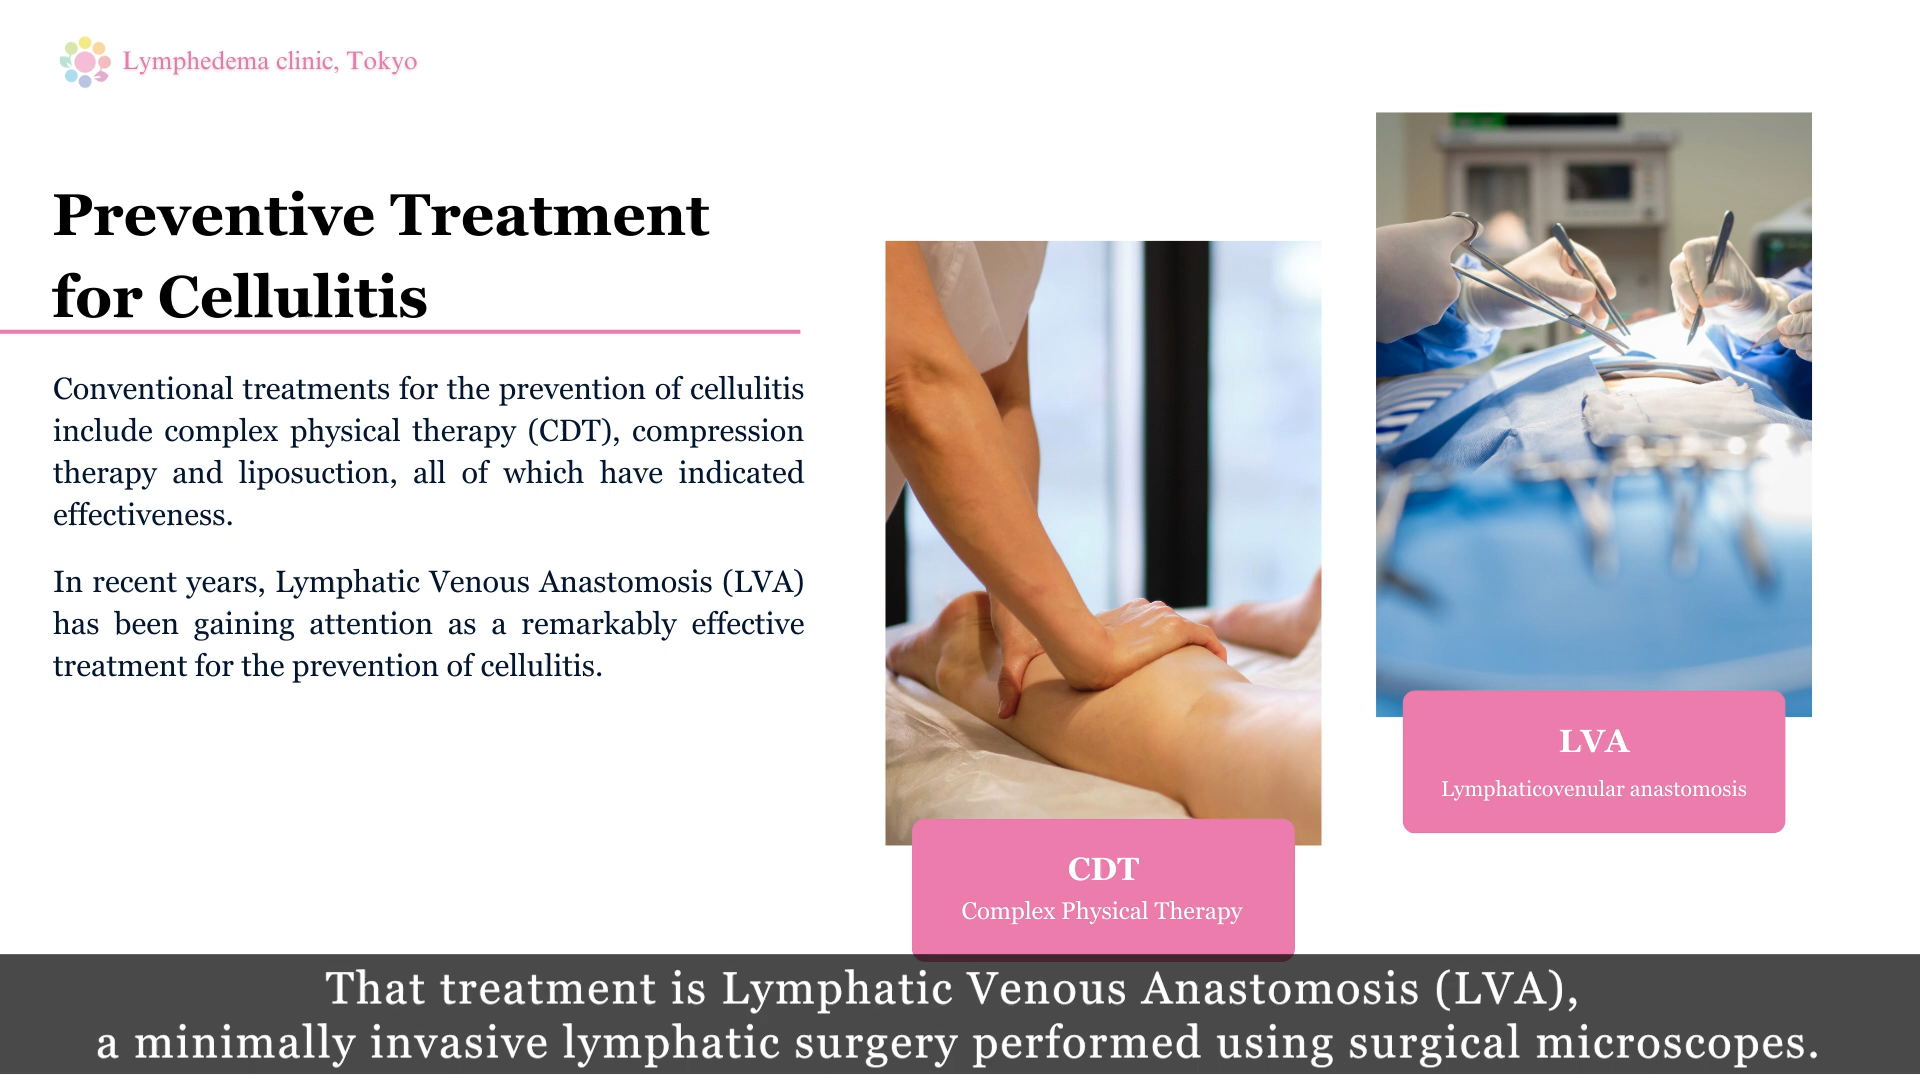 Lymphedema clinic, Tokyo
Preventive Treatment
for Cellulitis
Conventional treatments for the prevention of cellulitis
include complex physical therapy (CDT), compression
therapy and liposuction, all of which have indicated
effectiveness.
In recent years, Lymphatic Venous Anastomosis (LVA)
has been gaining attention as a remarkably effective
treatment for the prevention of cellulitis.
CDT
Complex Physical Therapy
LVA
Lymphaticovenular anastomosis
That treatment is Lymphatic Venous Anastomosis (LVA),
a minimally invasive lymphatic surgery performed using surgical microscopes.